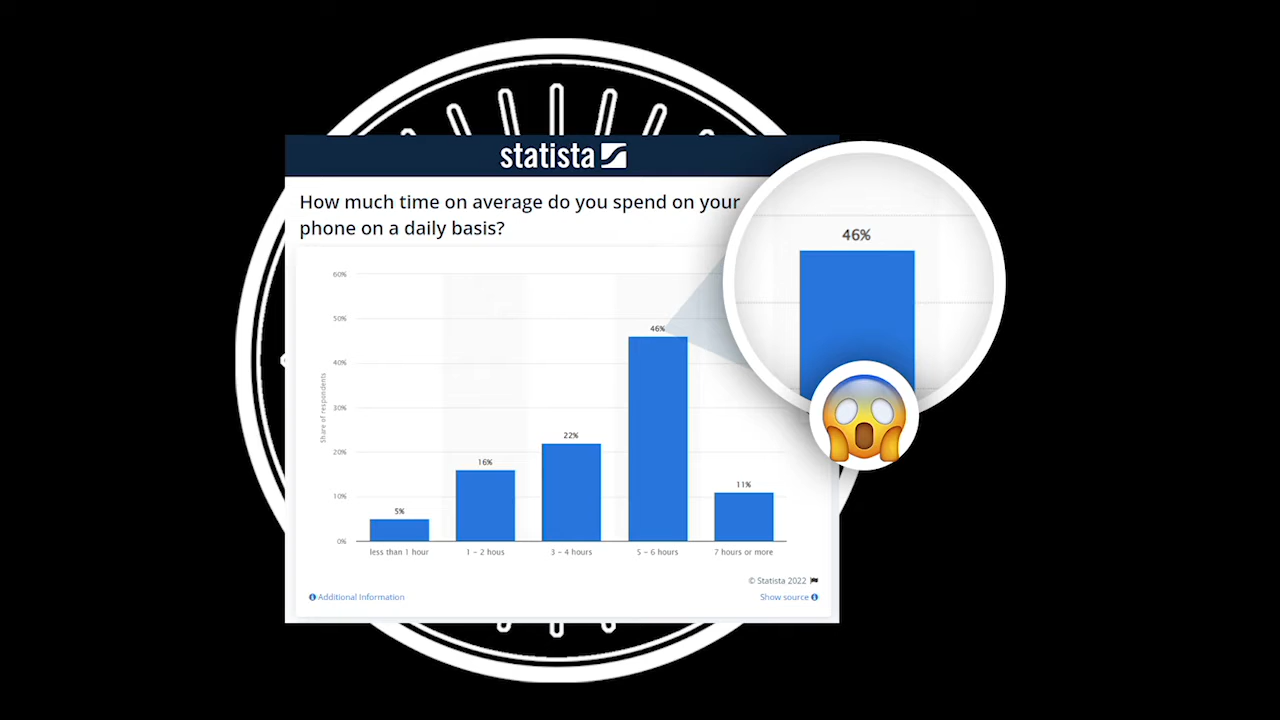 statista
How much time on average do you spend on your
phone on a daily basis?
46%
60%
50%
46%
40%
Share of respondents
30%
22%
20%
16%
11%
10%
5%
0%
less than 1 hour
1 – 2 hous
3 – 4 hours
5 – 6 hours
7 hours or more
© Statista 2022
Additional Information
Show source